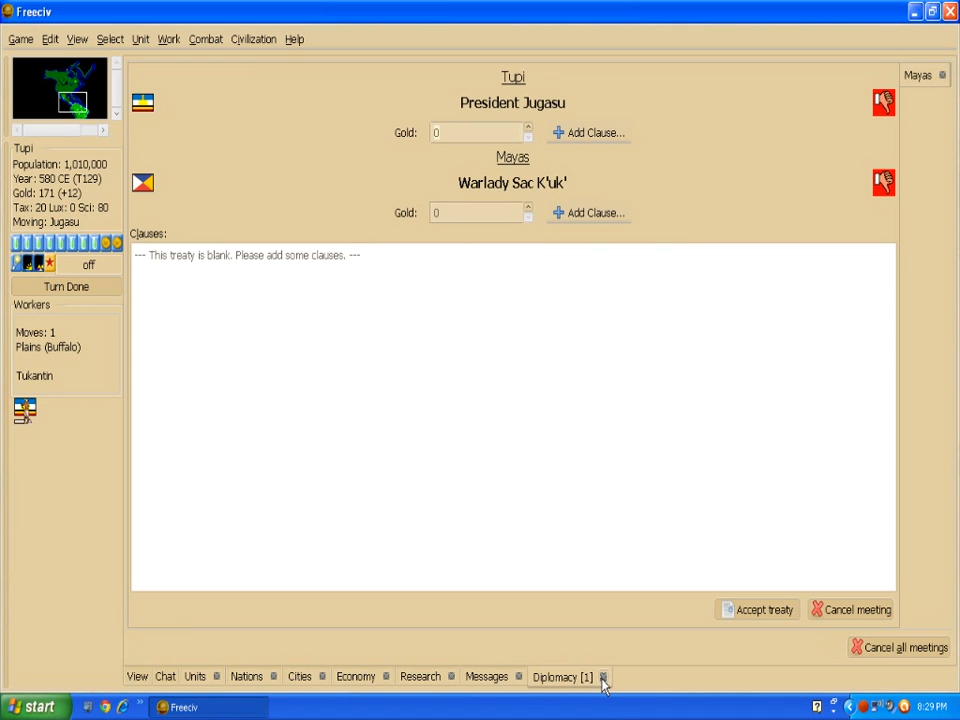 Freeciv
Game Edit View Select Unit Work Combat Civilization Help
Tupi
Mayas
President Jugasu
Gold: 0 Add Clause...
Mayas
Warlady Sac K'uk'
Gold: 0 Add Clause...
Clauses:
--- This treaty is blank. Please add some clauses. ---
Tupi
Population: 1,010,000
Year: 580 CE (T129)
Gold: 171 (+12)
Tax: 20 Lux: 0 Sci: 80
Moving: Jugasu
off
Turn Done
Workers
Moves: 1
Plains (Buffalo)
Tukantin
Accept treaty Cancel meeting
Cancel all meetings
View Chat Units Nations Cities Economy Research Messages Diplomacy [1]
start Freeciv 8:29 PM